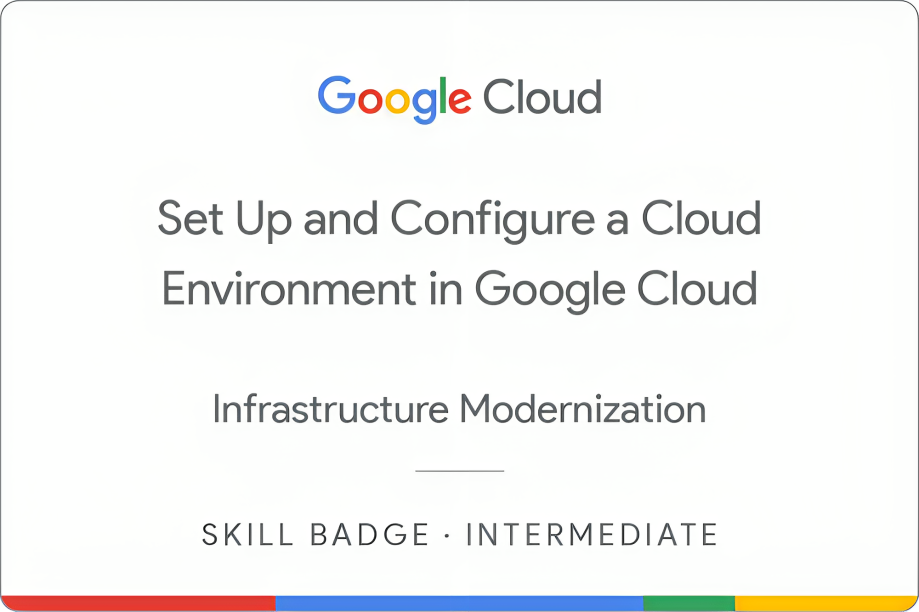 Google Cloud
Set Up and Configure a Cloud
Environment in Google Cloud
Infrastructure Modernization
SKILL BADGE · INTERMEDIATE